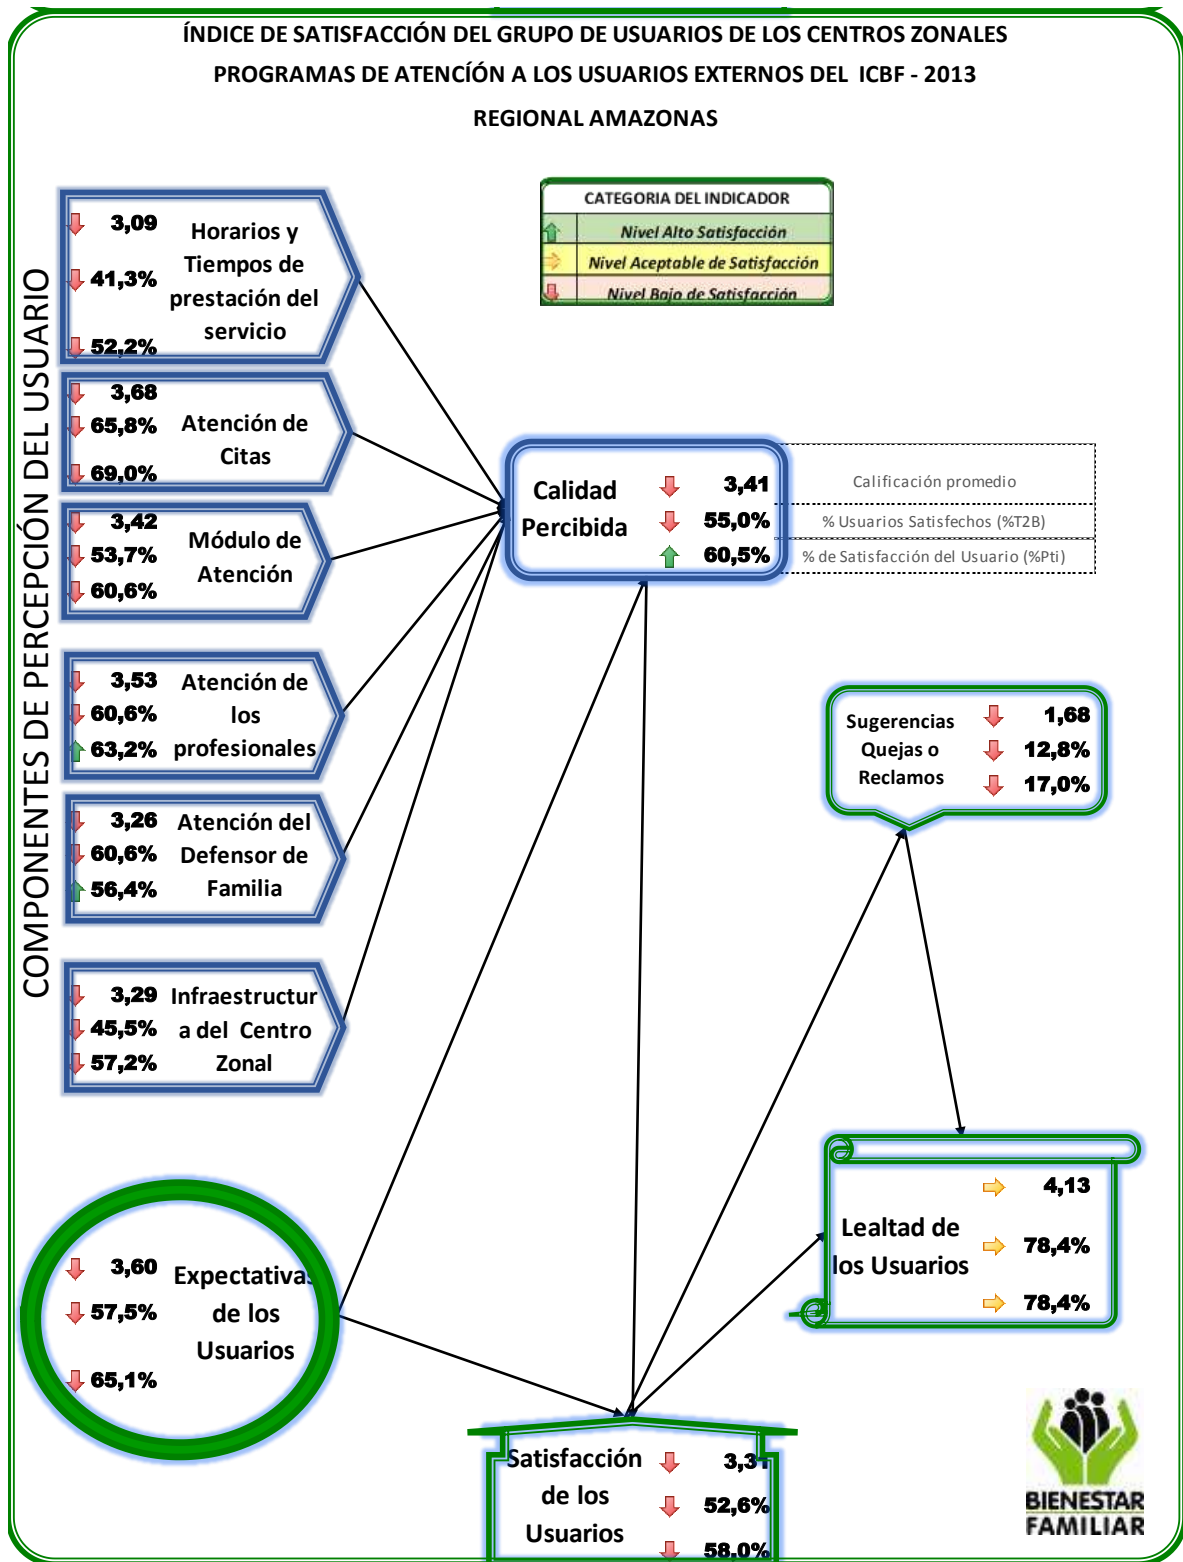 ÍNDICE DE SATISFACCIÓN DEL GRUPO DE USUARIOS DE LOS CENTROS ZONALES
PROGRAMAS DE ATENCÍÓN A LOS USUARIOS EXTERNOS DEL ICBF - 2013
REGIONAL AMAZONAS
CATEGORIA DEL INDICADOR
Nivel Alto Satisfacción
Nivel Aceptable de Satisfacción
Nivel Bajo de Satisfacción
COMPONENTES DE PERCEPCIÓN DEL USUARIO
3,09
41,3%
52,2%
Horarios y
Tiempos de
prestación del
servicio
3,68
65,8%
69,0%
Atención de
Citas
3,42
53,7%
60,6%
Módulo de
Atención
3,53
60,6%
63,2%
Atención de
los
profesionales
3,26
60,6%
56,4%
Atención del
Defensor de
Familia
3,29
45,5%
57,2%
Infraestructur
a del Centro
Zonal
Calidad
Percibida
3,41
55,0%
60,5%
Calificación promedio
% Usuarios Satisfechos (%T2B)
% de Satisfacción del Usuario (%Pti)
Sugerencias
Quejas o
Reclamos
1,68
12,8%
17,0%
Lealtad de
los Usuarios
4,13
78,4%
78,4%
3,60
57,5%
65,1%
Expectativas
de los
Usuarios
Satisfacción
de los
Usuarios
3,31
52,6%
58,0%
BIENESTAR
FAMILIAR